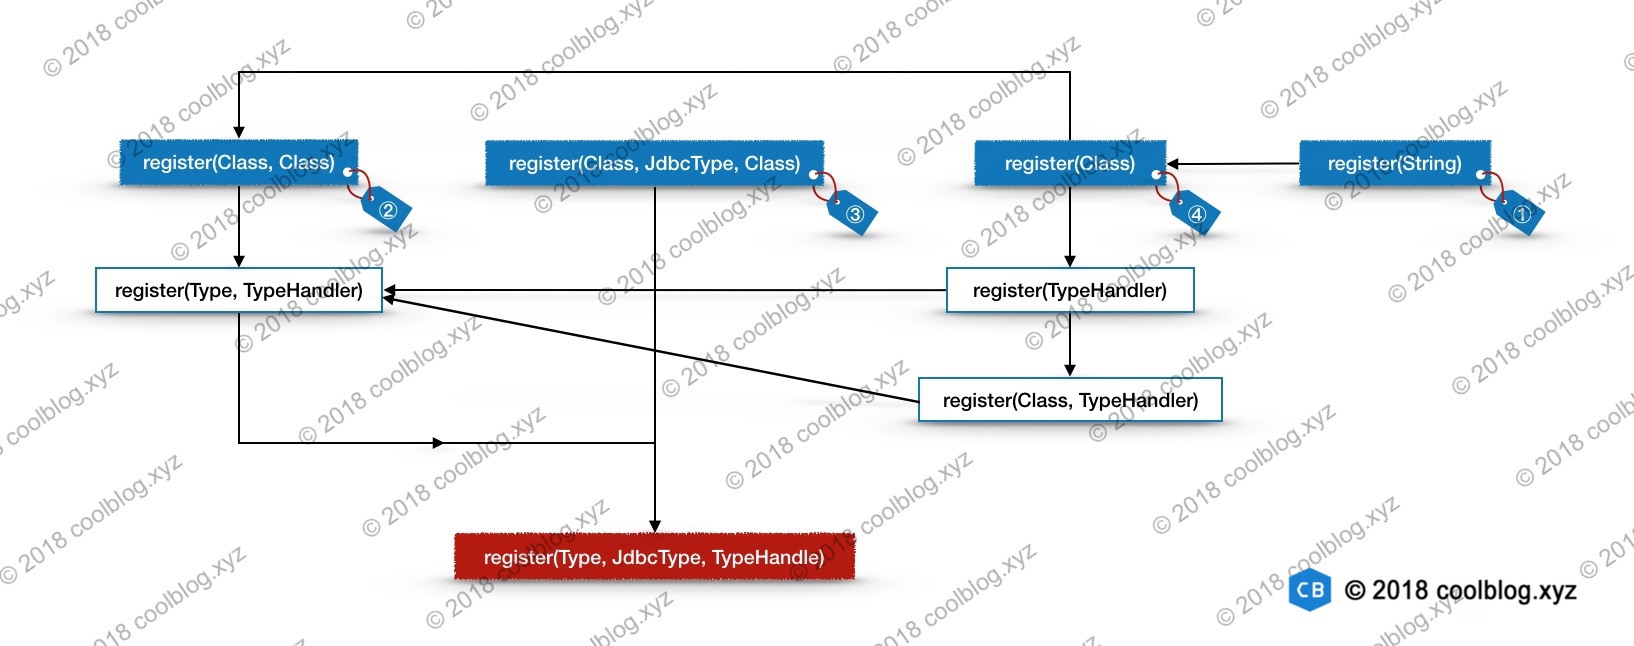 register(Class, Class)
②
register(Class, JdbcType, Class)
③
register(Class)
④
register(String)
①
register(Type, TypeHandler)
register(TypeHandler)
register(Class, TypeHandler)
register(Type, JdbcType, TypeHandle)
CB © 2018 coolblog.xyz
© 2018 coolblog.xyz